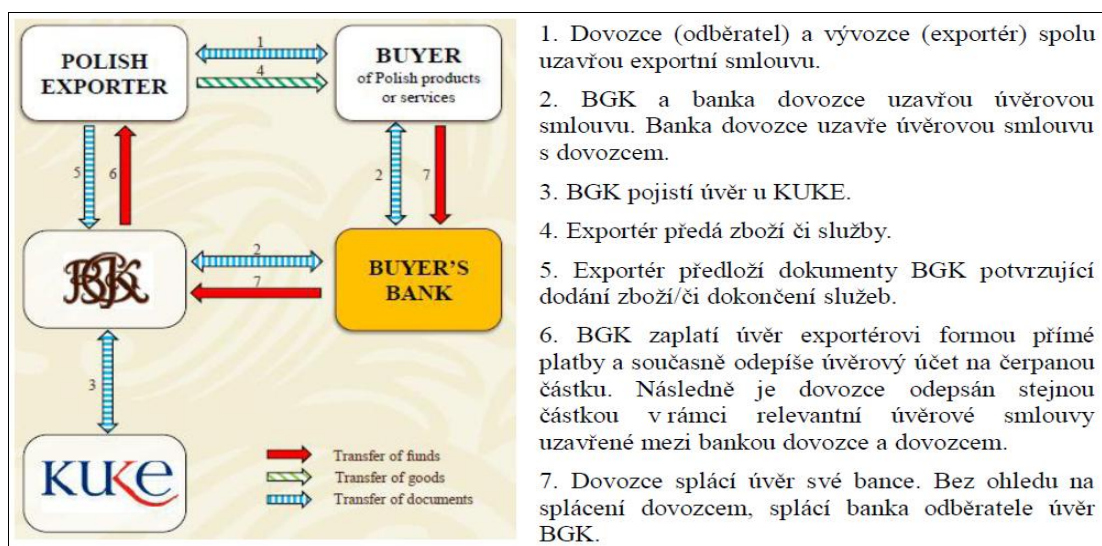 POLISH
EXPORTER
1
4
BUYER
of Polish products
or services
5
6
2
7
BGK
2
7
BUYER'S
BANK
3
KUKE
Transfer of funds
Transfer of goods
Transfer of documents
1. Dovozce (odběratel) a vývozce (exportér) spolu
uzavřou exportní smlouvu.
2. BGK a banka dovozce uzavřou úvěrovou
smlouvu. Banka dovozce uzavře úvěrovou smlouvu
s dovozcem.
3. BGK pojistí úvěr u KUKE.
4. Exportér předá zboží či služby.
5. Exportér předloží dokumenty BGK potvrzující
dodání zboží/či dokončení služeb.
6. BGK zaplatí úvěr exportérovi formou přímé
platby a současně odepíše úvěrový účet na čerpanou
částku. Následně je dovozce odepsán stejnou
částkou v rámci relevantní úvěrové smlouvy
uzavřené mezi bankou dovozce a dovozcem.
7. Dovozce splácí úvěr své bance. Bez ohledu na
splácení dovozcem, splácí banka odběratele úvěr
BGK.